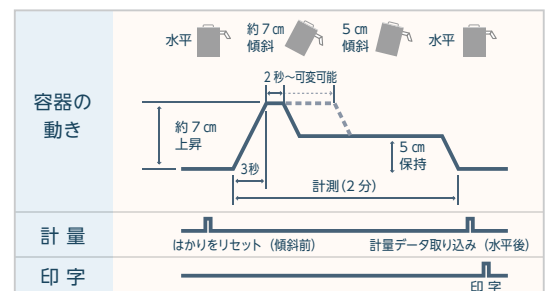 水平
約７㎝
傾斜
５㎝
傾斜
水平
容器の
動き
２秒～可変可能
約７㎝
上昇
５㎝
保持
3秒
計測(２分)
計量
はかりをリセット（傾斜前）
計量データ取り込み（水平後）
印字
印字